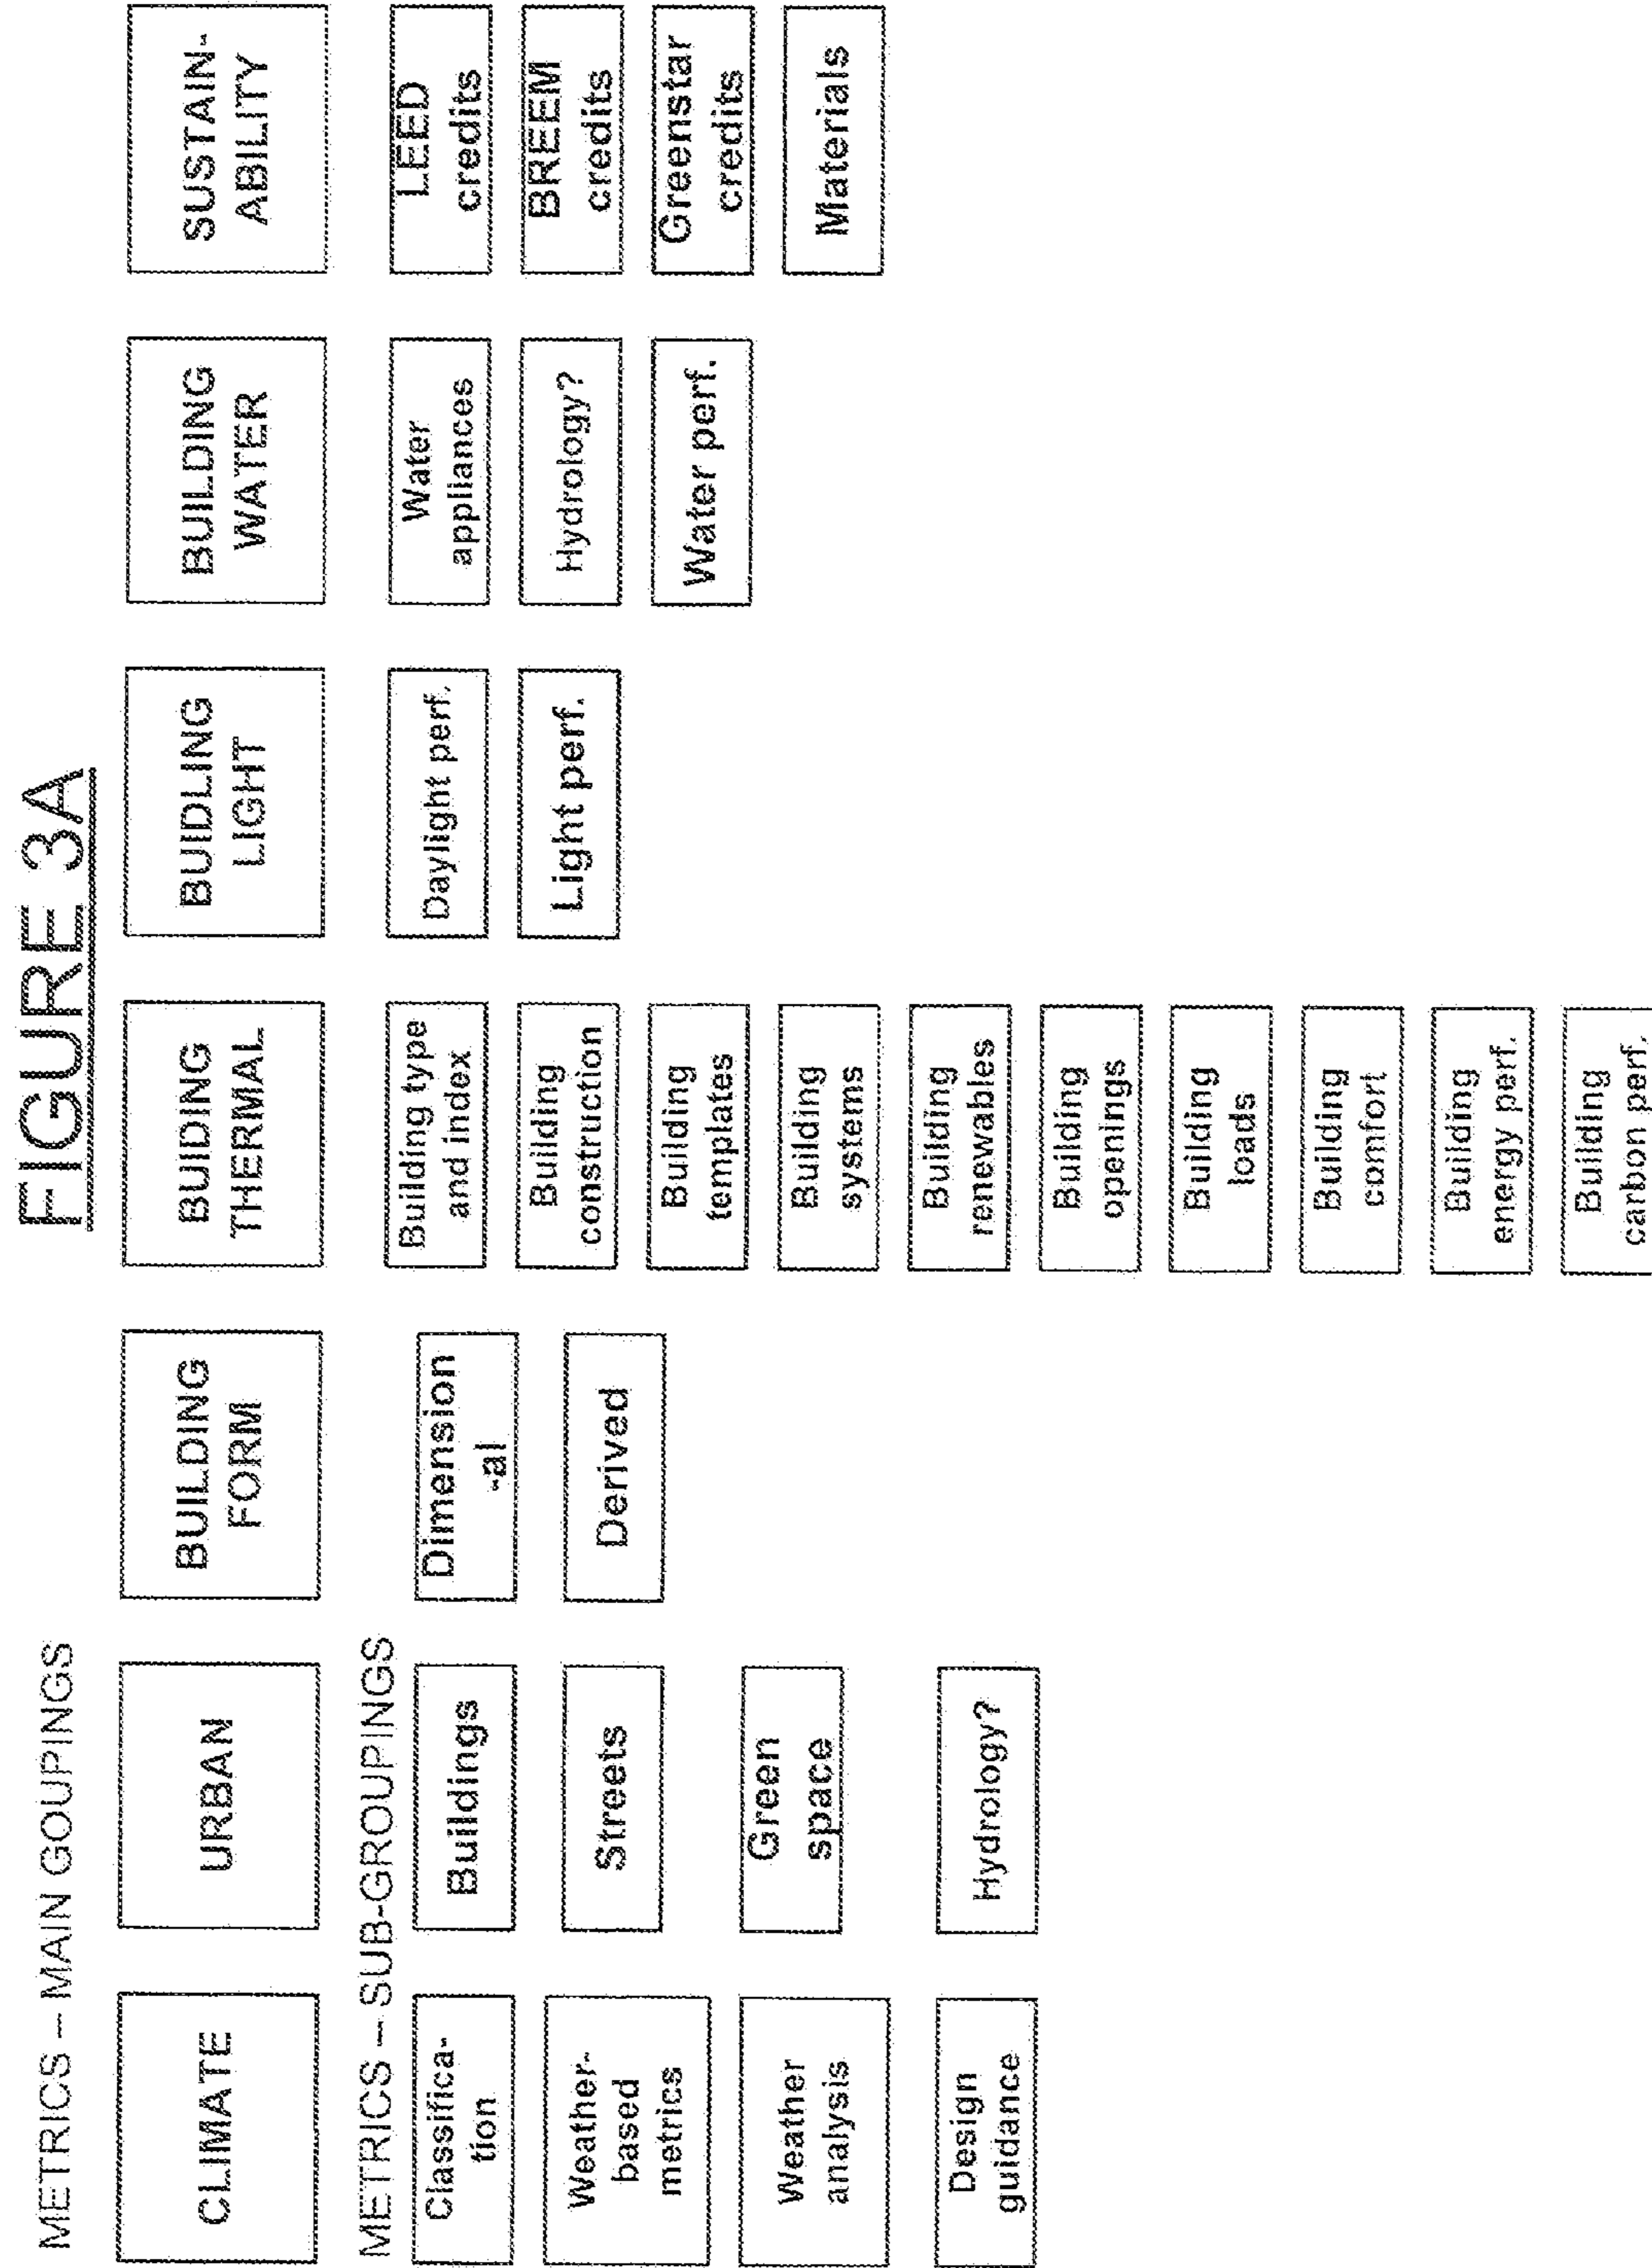 FIGURE 3A
METRICS – MAIN GOUPINGS
CLIMATE
URBAN
BUILDING
FORM
BUIDING
THERMAL
BUIDLING
LIGHT
BUILDING
WATER
SUSTAIN-
ABILITY
METRICS – SUB-GROUPINGS
Classifica-
tion
Weather-
based
metrics
Weather
analysis
Design
guidance
Buildings
Streets
Green
space
Hydrology?
Dimension
-al
Derived
Building type
and index
Building
construction
Building
templates
Building
systems
Building
renewables
Building
openings
Building
loads
Building
comfort
Building
energy perf.
Building
carbon perf.
Daylight perf.
Light perf.
Water
appliances
Hydrology?
Water perf.
LEED
credits
BREEM
credits
Greenstar
credits
Materials